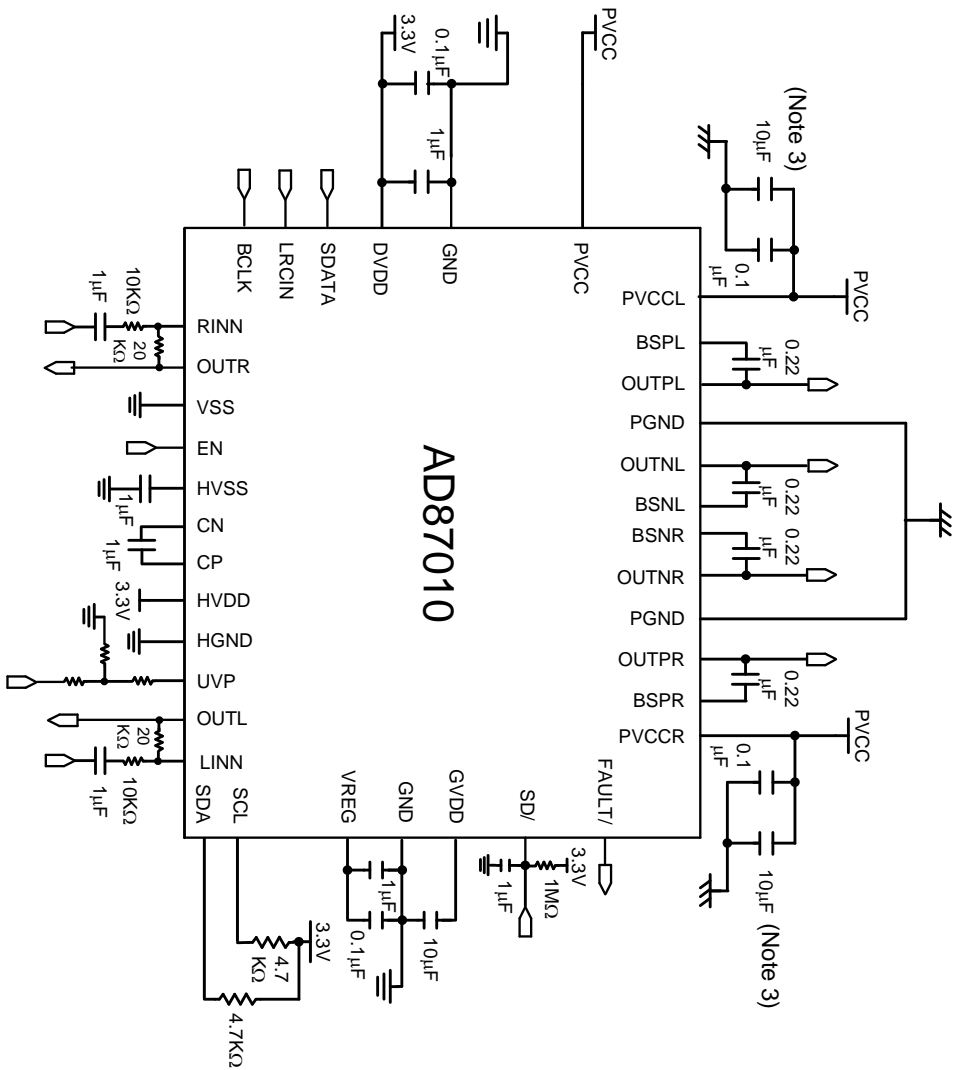 PVCC
3.3V
0.1μF
1μF
(Note 3)
10μF
0.1
μF
PVCC
BCLK
LRCIN
SDATA
DVDD
GND
PVCC
PVCCL
BSPL
0.22
μF
OUTPL
PGND
OUTNL
0.22
μF
BSNL
BSNR
0.22
μF
OUTNR
PGND
OUTPR
0.22
μF
BSPR
PVCCR
PVCC
0.1
μF
10μF (Note 3)
AD87010
1μF
10KΩ
20
KΩ
RINN
OUTR
VSS
EN
HVSS
1μF
CN
1μF
CP
3.3V
HVDD
HGND
UVP
OUTL
20
KΩ
LINN
10KΩ
1μF
SDA
SCL
VREG
GND
GVDD
SD/
FAULT/
1μF
0.1μF
10μF
1μF
1MΩ
3.3V
3.3V
4.7
KΩ
4.7KΩ